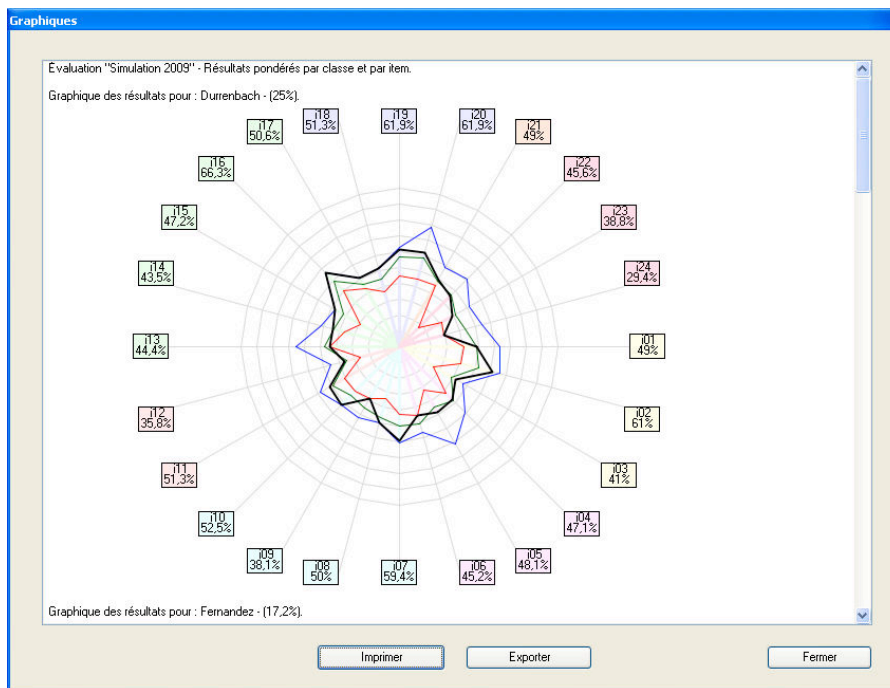 Graphiques
Évaluation "Simulation 2009" - Résultats pondérés par classe et par item.
Graphique des résultats pour : Durrenbach - (25%).
i18
51,3%
i19
61,9%
i20
61,9%
i17
50,6%
i21
49%
i16
66,3%
i22
45,6%
i15
47,2%
i23
38,8%
i14
43,5%
i24
29,4%
i13
44,4%
i01
49%
i12
35,8%
i02
61%
i11
51,3%
i03
41%
i10
52,5%
i04
47,1%
i09
38,1%
i05
48,1%
i08
50%
i07
59,4%
i06
45,2%
Graphique des résultats pour : Fernandez - (17,2%).
Imprimer
Exporter
Fermer